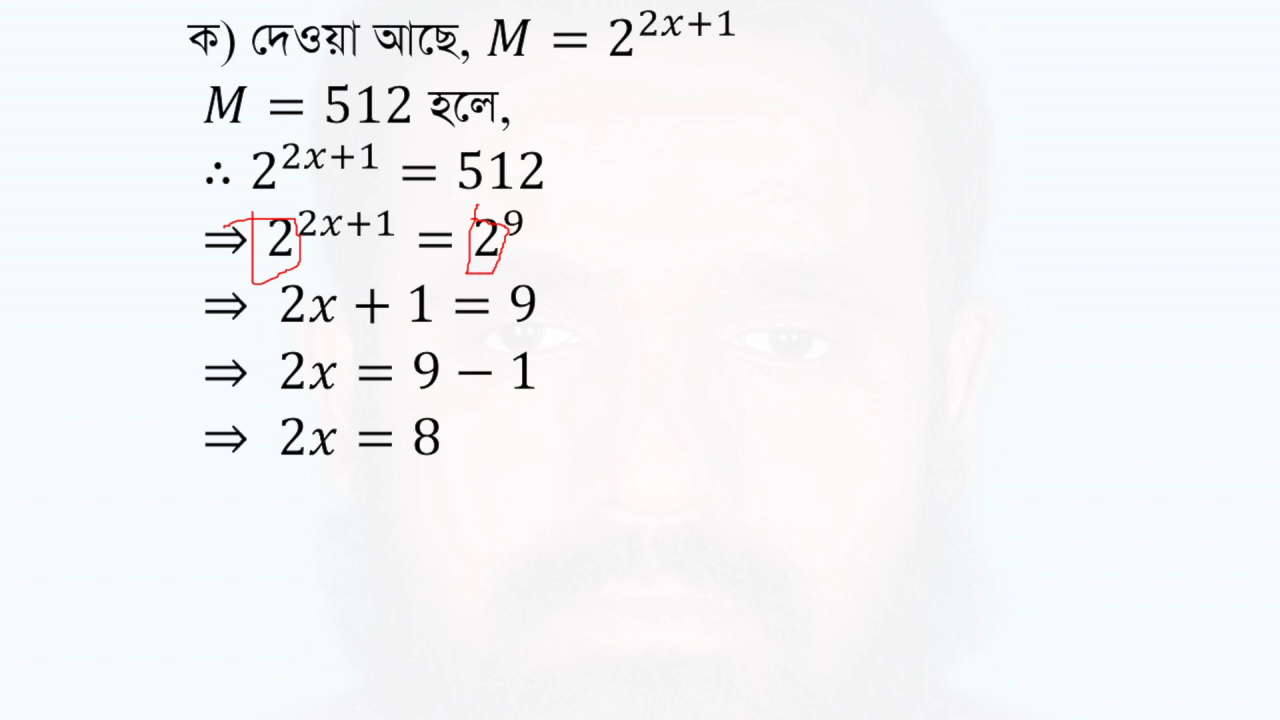 ক) দেওয়া আছে, M = 2^{2x+1}
M = 512 হলে,
∴ 2^{2x+1} = 512
⇒ 2^{2x+1} = 2^9
⇒ 2x + 1 = 9
⇒ 2x = 9 − 1
⇒ 2x = 8